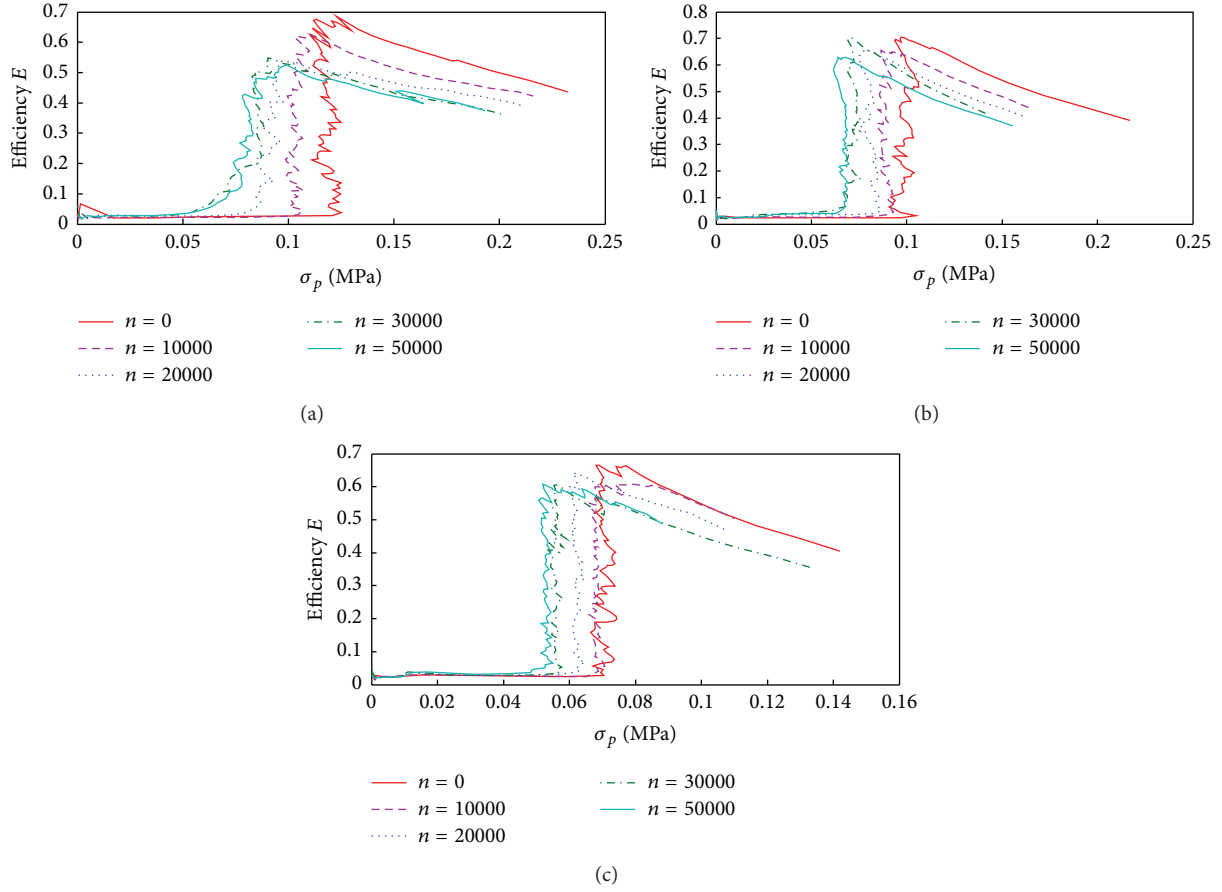 0.7
0.6
0.5
0.4
0.3
0.2
0.1
0
Efficiency E
0
0.05
0.1
0.15
0.2
0.25
σp (MPa)
n = 0
n = 10000
n = 20000
n = 30000
n = 50000
(a)
0.8
0.7
0.6
0.5
0.4
0.3
0.2
0.1
0
Efficiency E
0
0.05
0.1
0.15
0.2
0.25
σp (MPa)
n = 0
n = 10000
n = 20000
n = 30000
n = 50000
(b)
0.7
0.6
0.5
0.4
0.3
0.2
0.1
0
Efficiency E
0
0.02
0.04
0.06
0.08
0.1
0.12
0.14
0.16
σp (MPa)
n = 0
n = 10000
n = 20000
n = 30000
n = 50000
(c)